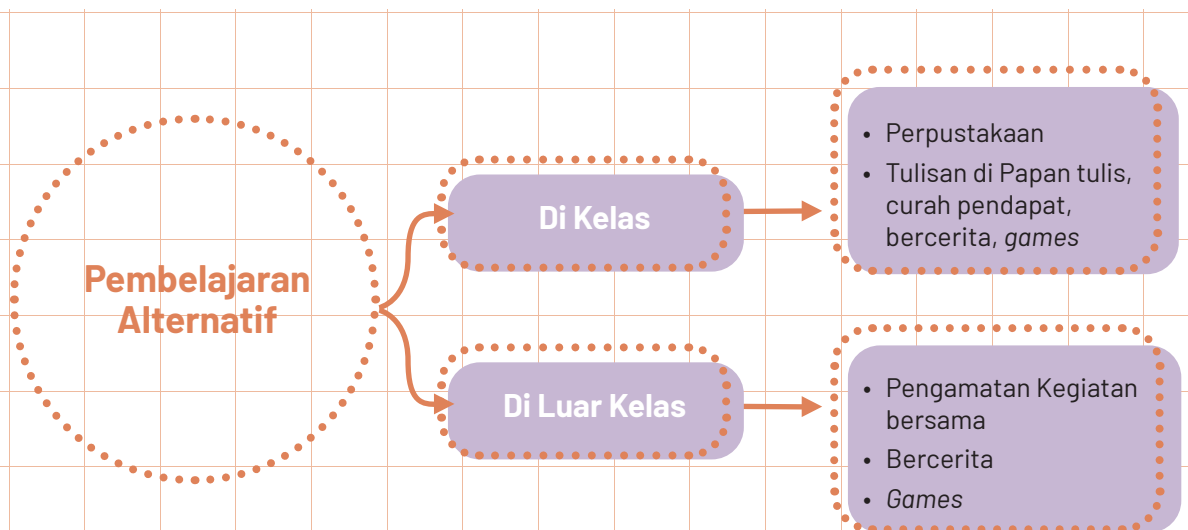 Pembelajaran
Alternatif
Di Kelas
• Perpustakaan
• Tulisan di Papan tulis,
curah pendapat,
bercerita, games
Di Luar Kelas
• Pengamatan Kegiatan
bersama
• Bercerita
• Games